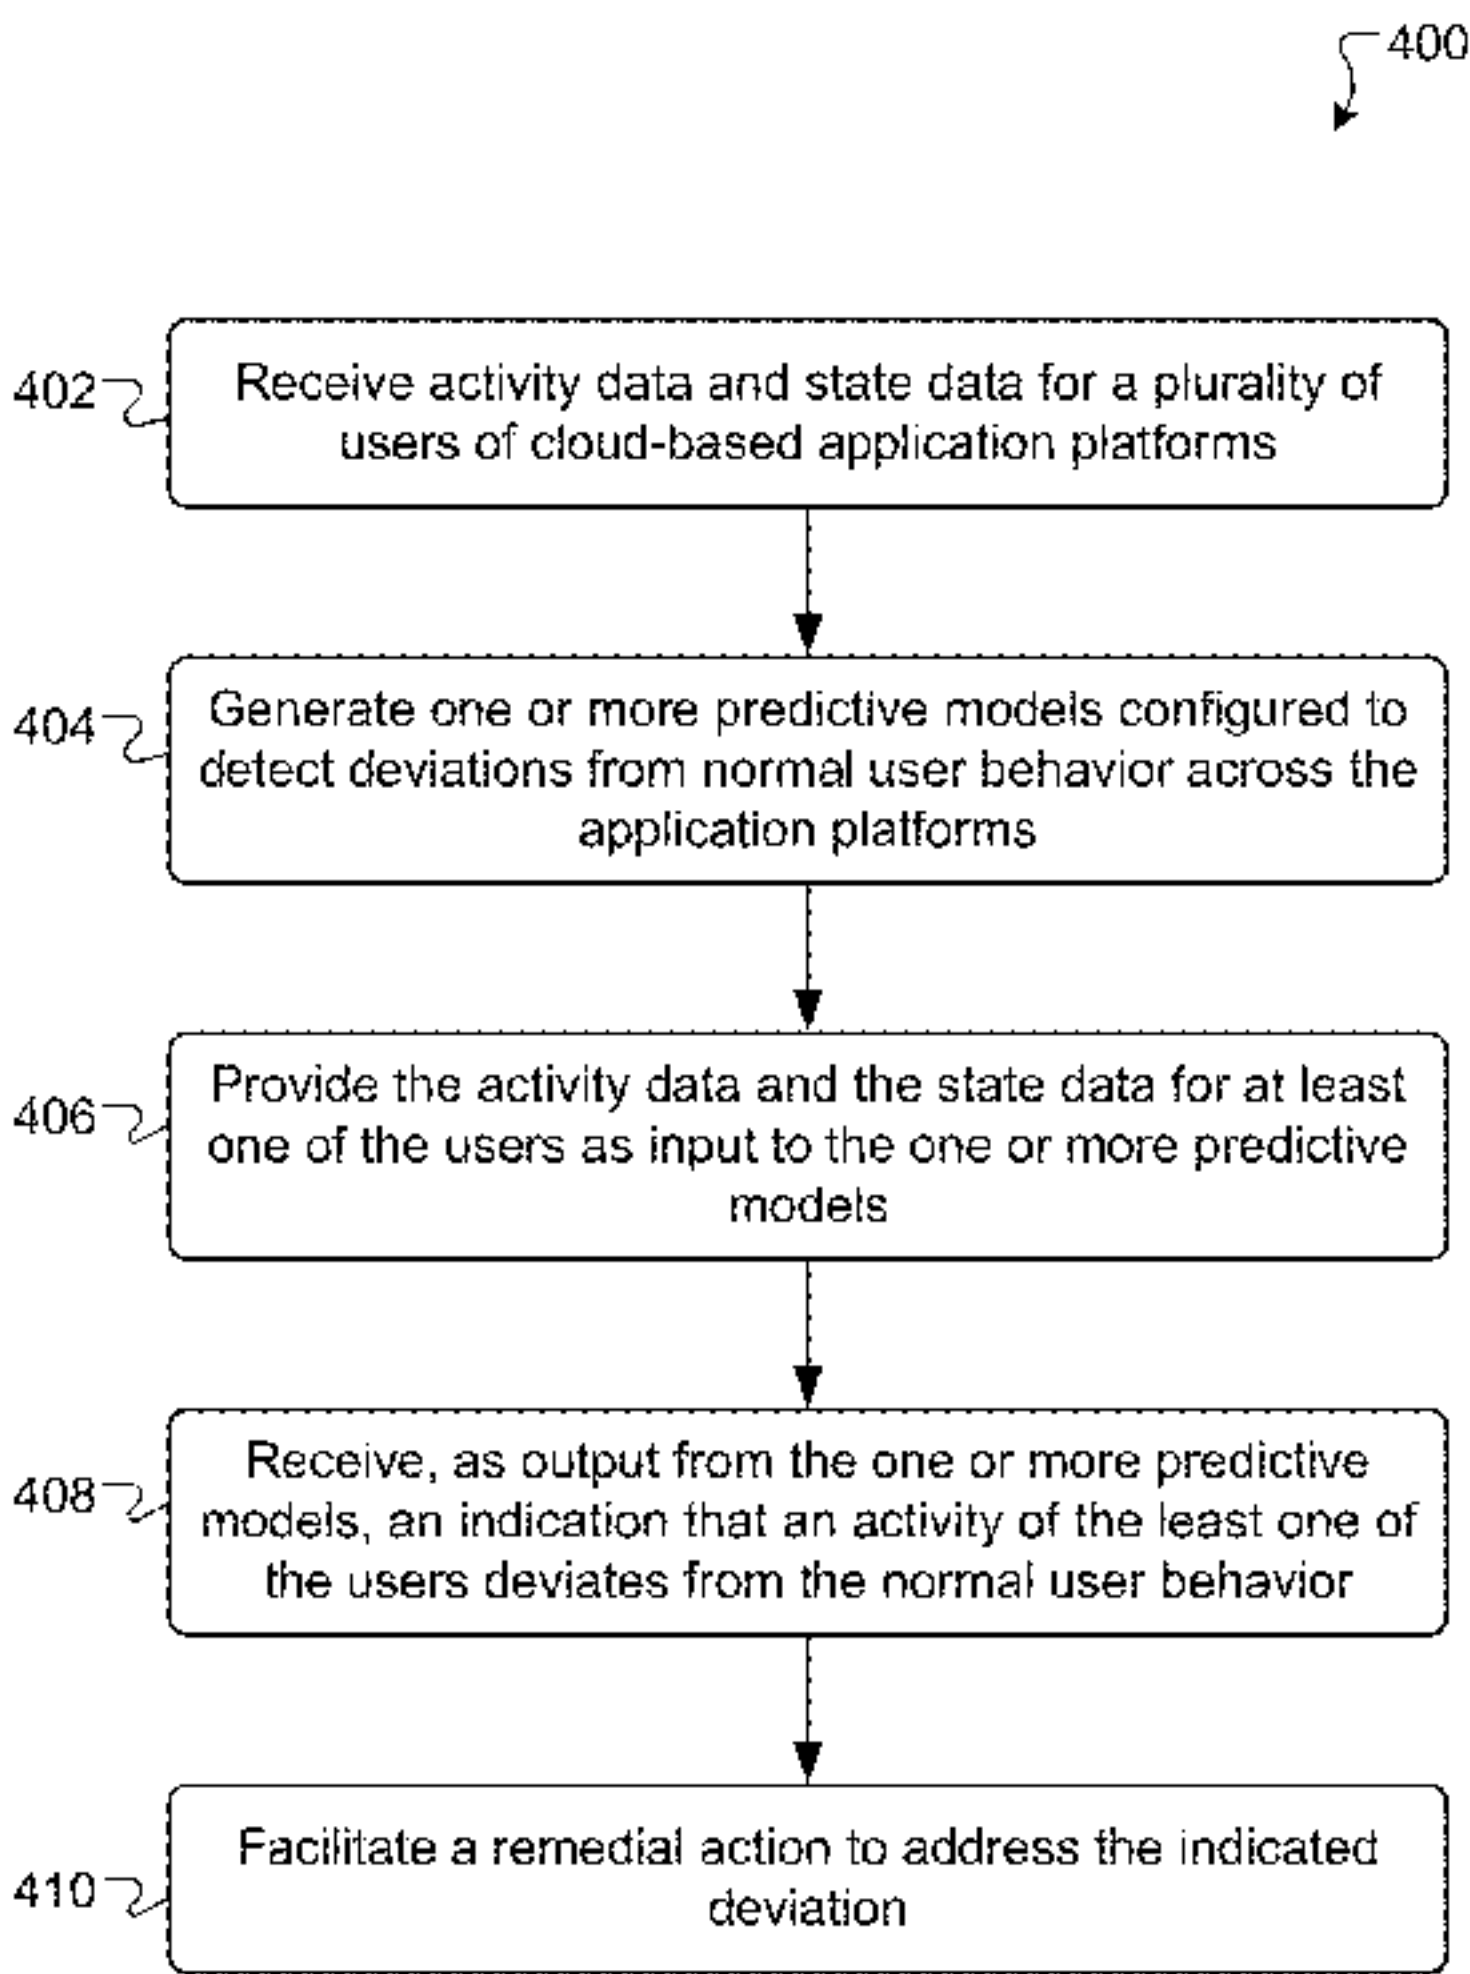 400
402
Receive activity data and state data for a plurality of
users of cloud-based application platforms
404
Generate one or more predictive models configured to
detect deviations from normal user behavior across the
application platforms
406
Provide the activity data and the state data for at least
one of the users as input to the one or more predictive
models
408
Receive, as output from the one or more predictive
models, an indication that an activity of the least one of
the users deviates from the normal user behavior
410
Facilitate a remedial action to address the indicated
deviation